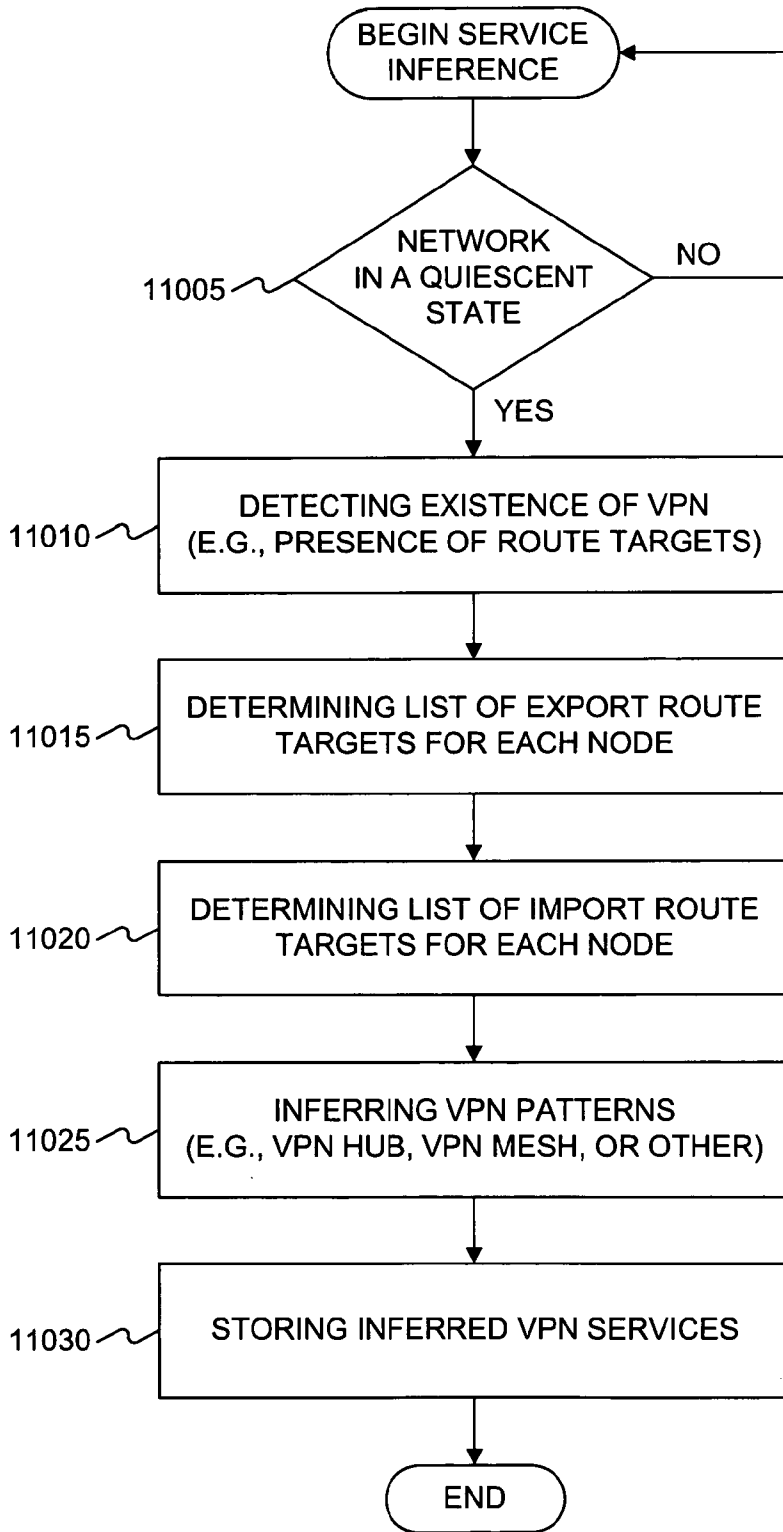 BEGIN SERVICE
INFERENCE
NETWORK
IN A QUIESCENT
STATE
11005
NO
YES
DETECTING EXISTENCE OF VPN
(E.G., PRESENCE OF ROUTE TARGETS)
11010
DETERMINING LIST OF EXPORT ROUTE
TARGETS FOR EACH NODE
11015
DETERMINING LIST OF IMPORT ROUTE
TARGETS FOR EACH NODE
11020
INFERRING VPN PATTERNS
(E.G., VPN HUB, VPN MESH, OR OTHER)
11025
STORING INFERRED VPN SERVICES
11030
END